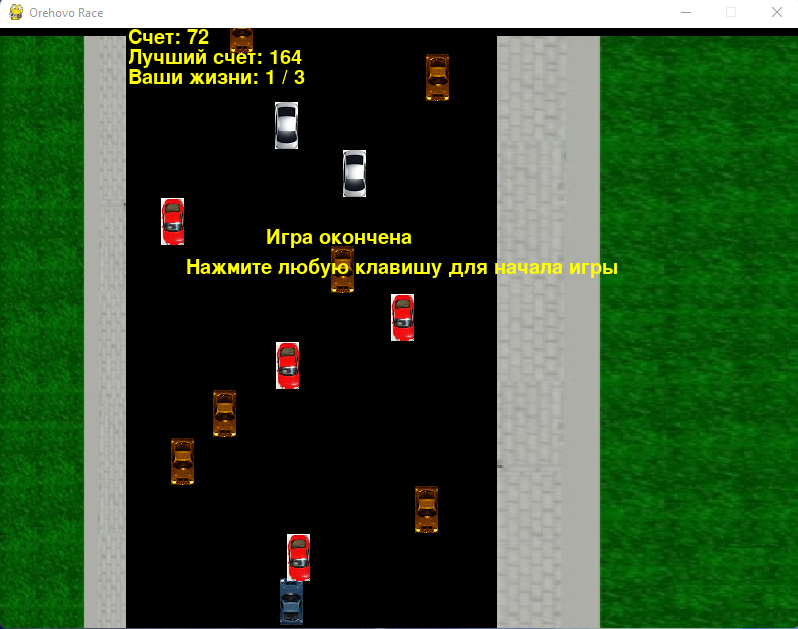 Orehovo Race
Счет: 72
Лучший счет: 164
Ваши жизни: 1 / 3
Игра окончена
Нажмите любую клавишу для начала игры